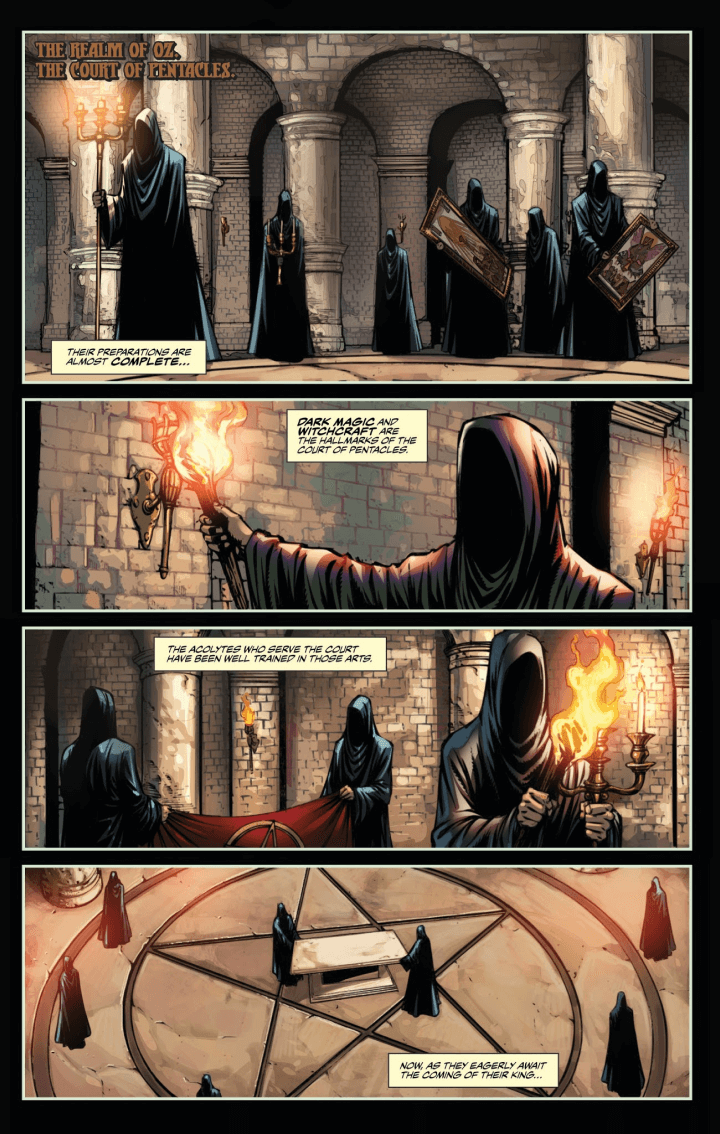 THE REALM OF OZ.
THE COURT OF PENTACLES.
THEIR PREPARATIONS ARE
ALMOST COMPLETE...
DARK MAGIC AND
WITCHCRAFT ARE
THE HALLMARKS OF THE
COURT OF PENTACLES.
THE ACOLYTES WHO SERVE THE COURT
HAVE BEEN WELL TRAINED IN THOSE ARTS.
NOW, AS THEY EAGERLY AWAIT
THE COMING OF THEIR KING...